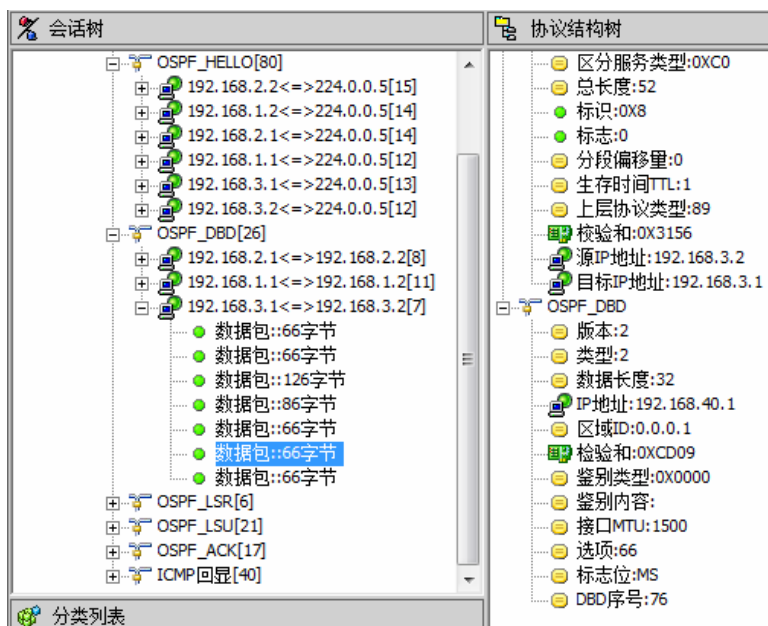 会话树
OSPF_HELLO[80]
192.168.2.2<=>224.0.0.5[15]
192.168.1.2<=>224.0.0.5[14]
192.168.2.1<=>224.0.0.5[14]
192.168.1.1<=>224.0.0.5[12]
192.168.3.1<=>224.0.0.5[13]
192.168.3.2<=>224.0.0.5[12]
OSPF_DBD[26]
192.168.2.1<=>192.168.2.2[8]
192.168.1.1<=>192.168.1.2[11]
192.168.3.1<=>192.168.3.2[7]
数据包::66字节
数据包::66字节
数据包::126字节
数据包::86字节
数据包::66字节
数据包::66字节
数据包::66字节
OSPF_LSR[6]
OSPF_LSU[21]
OSPF_ACK[17]
ICMP回显[40]
分类列表
协议结构树
区分服务类型:0XC0
总长度:52
标识:0X8
标志:0
分段偏移量:0
生存时间TTL:1
上层协议类型:89
校验和:0X3156
源IP地址:192.168.3.2
目标IP地址:192.168.3.1
OSPF_DBD
版本:2
类型:2
数据长度:32
IP地址:192.168.40.1
区域ID:0.0.0.1
检验和:0XCD09
鉴别类型:0X0000
鉴别内容:
接口MTU:1500
选项:66
标志位:MS
DBD序号:76